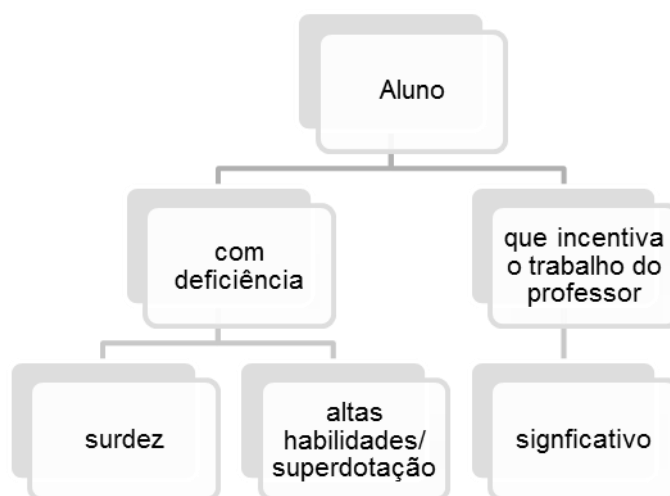 Aluno
com
deficiência
que incentiva
o trabalho do
professor
surdez
altas
habilidades/
superdotação
signficativo